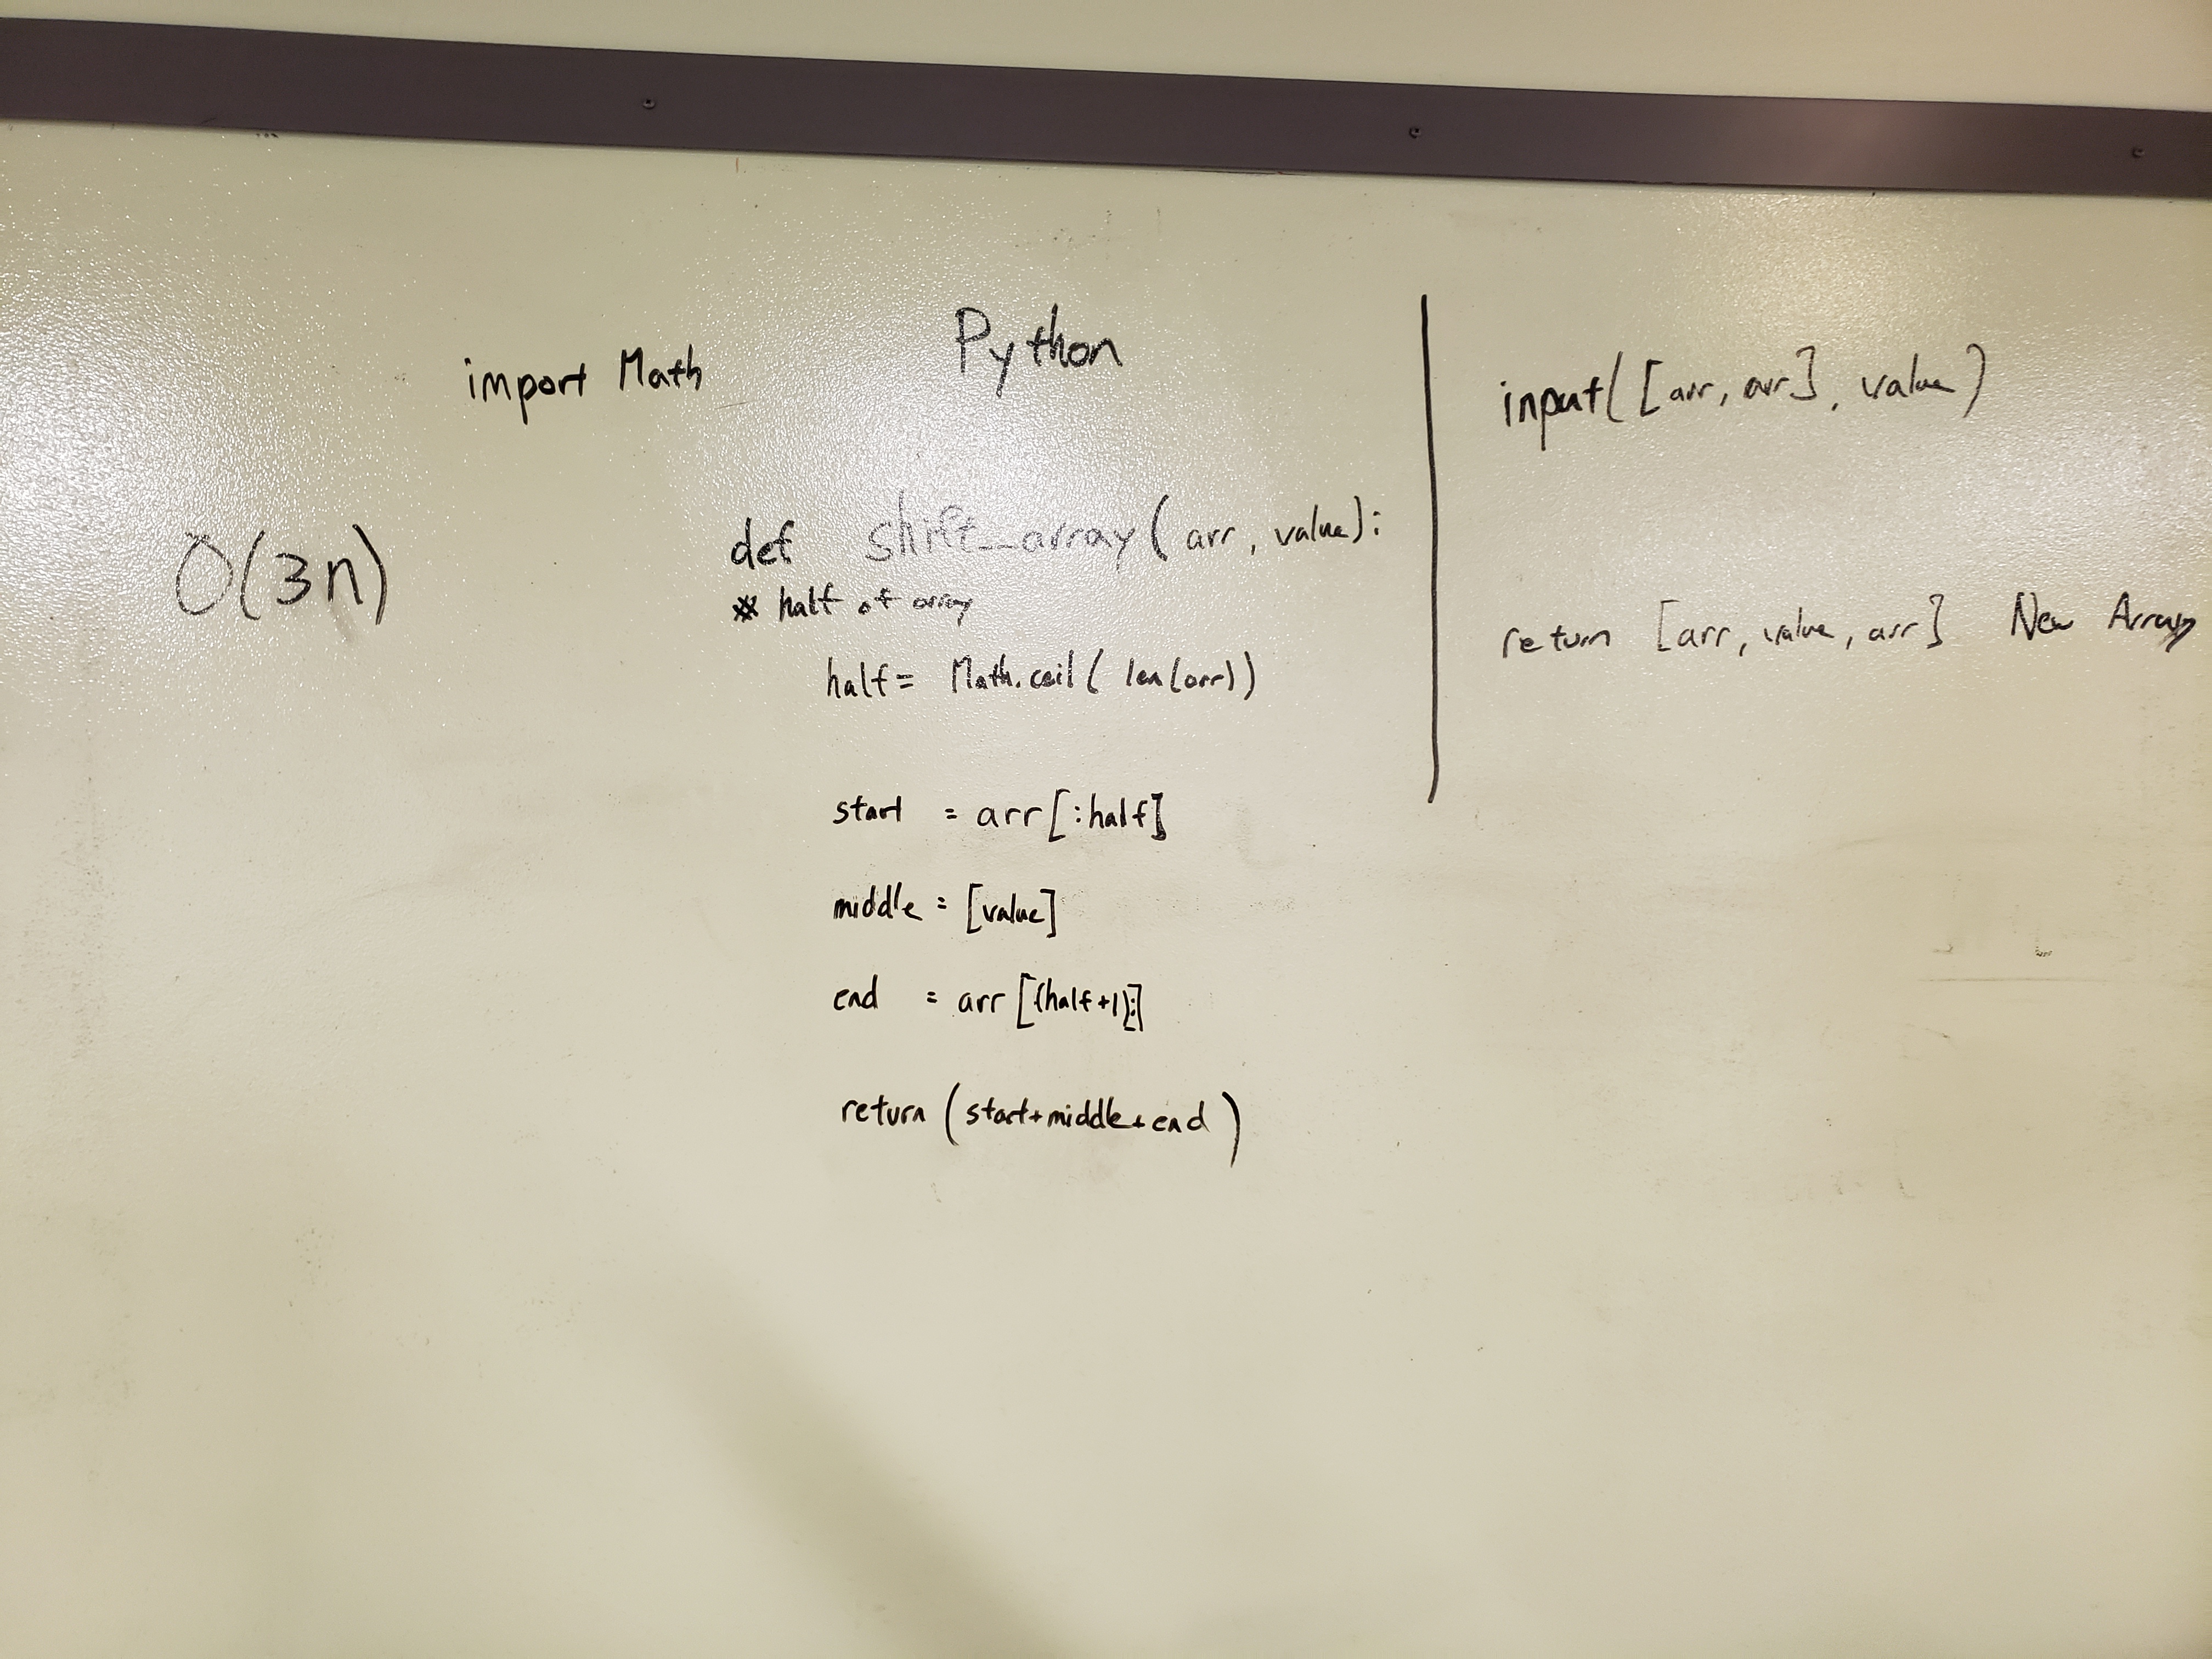 Python
import Math
O(3n)
def shift_array(arr, value):
# half of array
half = Math.ceil( len(arr))
start = arr[:half]
middle = [value]
end = arr[(half+1):]
return (start+middle+end)
input([arr, arr], value)
return [arr, value, arr] New Array